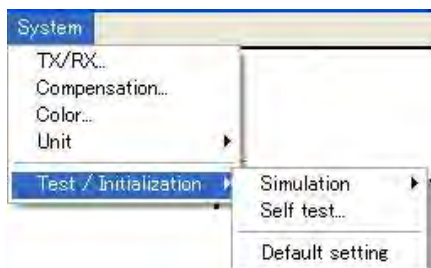 System
TX/RX...
Compensation...
Color...
Unit
Test / Initialization
Simulation
Self test...
Default setting